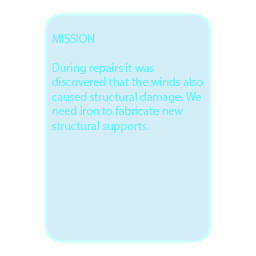 MISSION
During repairs it was
discovered that the winds also
caused structural damage. We
need iron to fabricate new
structural supports.